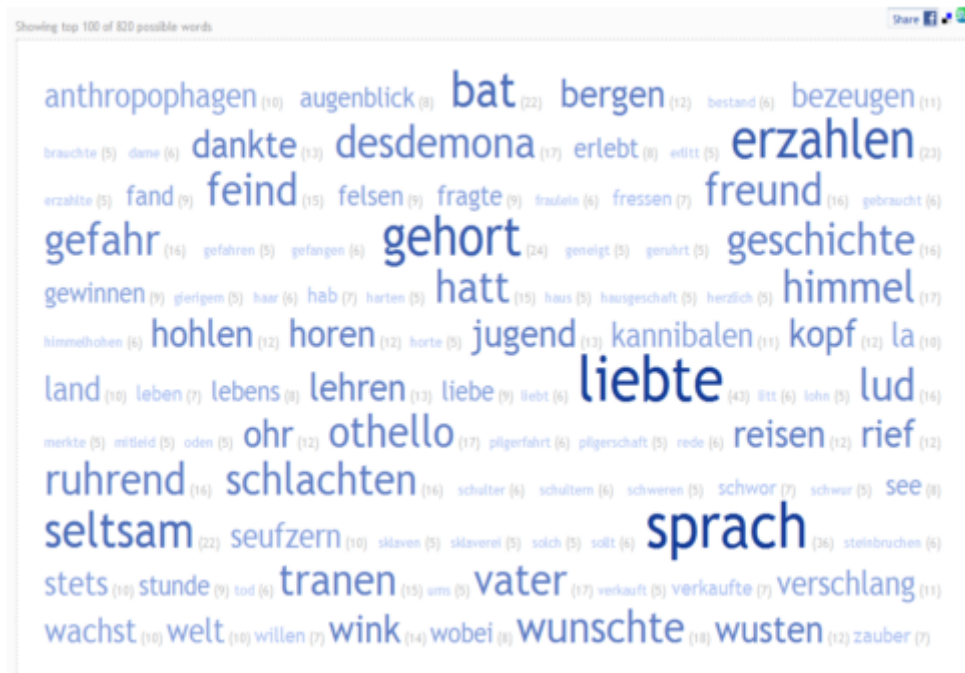 Showing top 100 of 820 possible words
Share
anthropophagen (10) augenblick (8) bat (22) bergen (12) bestand (6) bezeugen (11)
brauchte (5) dame (6) dankte (13) desdemona (17) erlebt (8) erlitt (5) erzahlen (23)
erzahlte (5) fand (9) feind (15) felsen (9) fragte (9) fraulein (6) fressen (7) freund (16) gebraucht (6)
gefahr (16) gefahren (5) gefangen (6) gehort (24) geneigt (5) geruhrt (5) geschichte (16)
gewinnen (9) gierigem (5) haar (6) hab (7) harten (5) hatt (15) haus (5) hausgeschaft (5) herzlich (5) himmel (17)
himmelhohen (6) hohlen (12) horen (12) horte (5) jugend (13) kannibalen (11) kopf (12) la (10)
land (10) leben (7) lebens (8) lehren (13) liebe (9) liebt (6) liebte (43) litt (6) lohn (5) lud (16)
merkte (5) mitleid (5) oden (5) ohr (12) othello (17) pilgerfahrt (6) pilgerschaft (5) rede (6) reisen (12) rief (12)
ruhrend (16) schlachten (16) schulter (6) schultern (6) schweren (5) schwor (7) schwur (5) see (8)
seltsam (22) seufzern (10) sklaven (5) sklaverei (5) solch (5) sollt (6) sprach (36) steinbruchen (6)
stets (10) stunde (9) tod (6) tranen (15) ums (5) vater (17) verkauft (5) verkaufte (7) verschlang (11)
wachst (10) welt (10) willen (7) wink (14) wobei (8) wunschte (18) wusten (12) zauber (7)